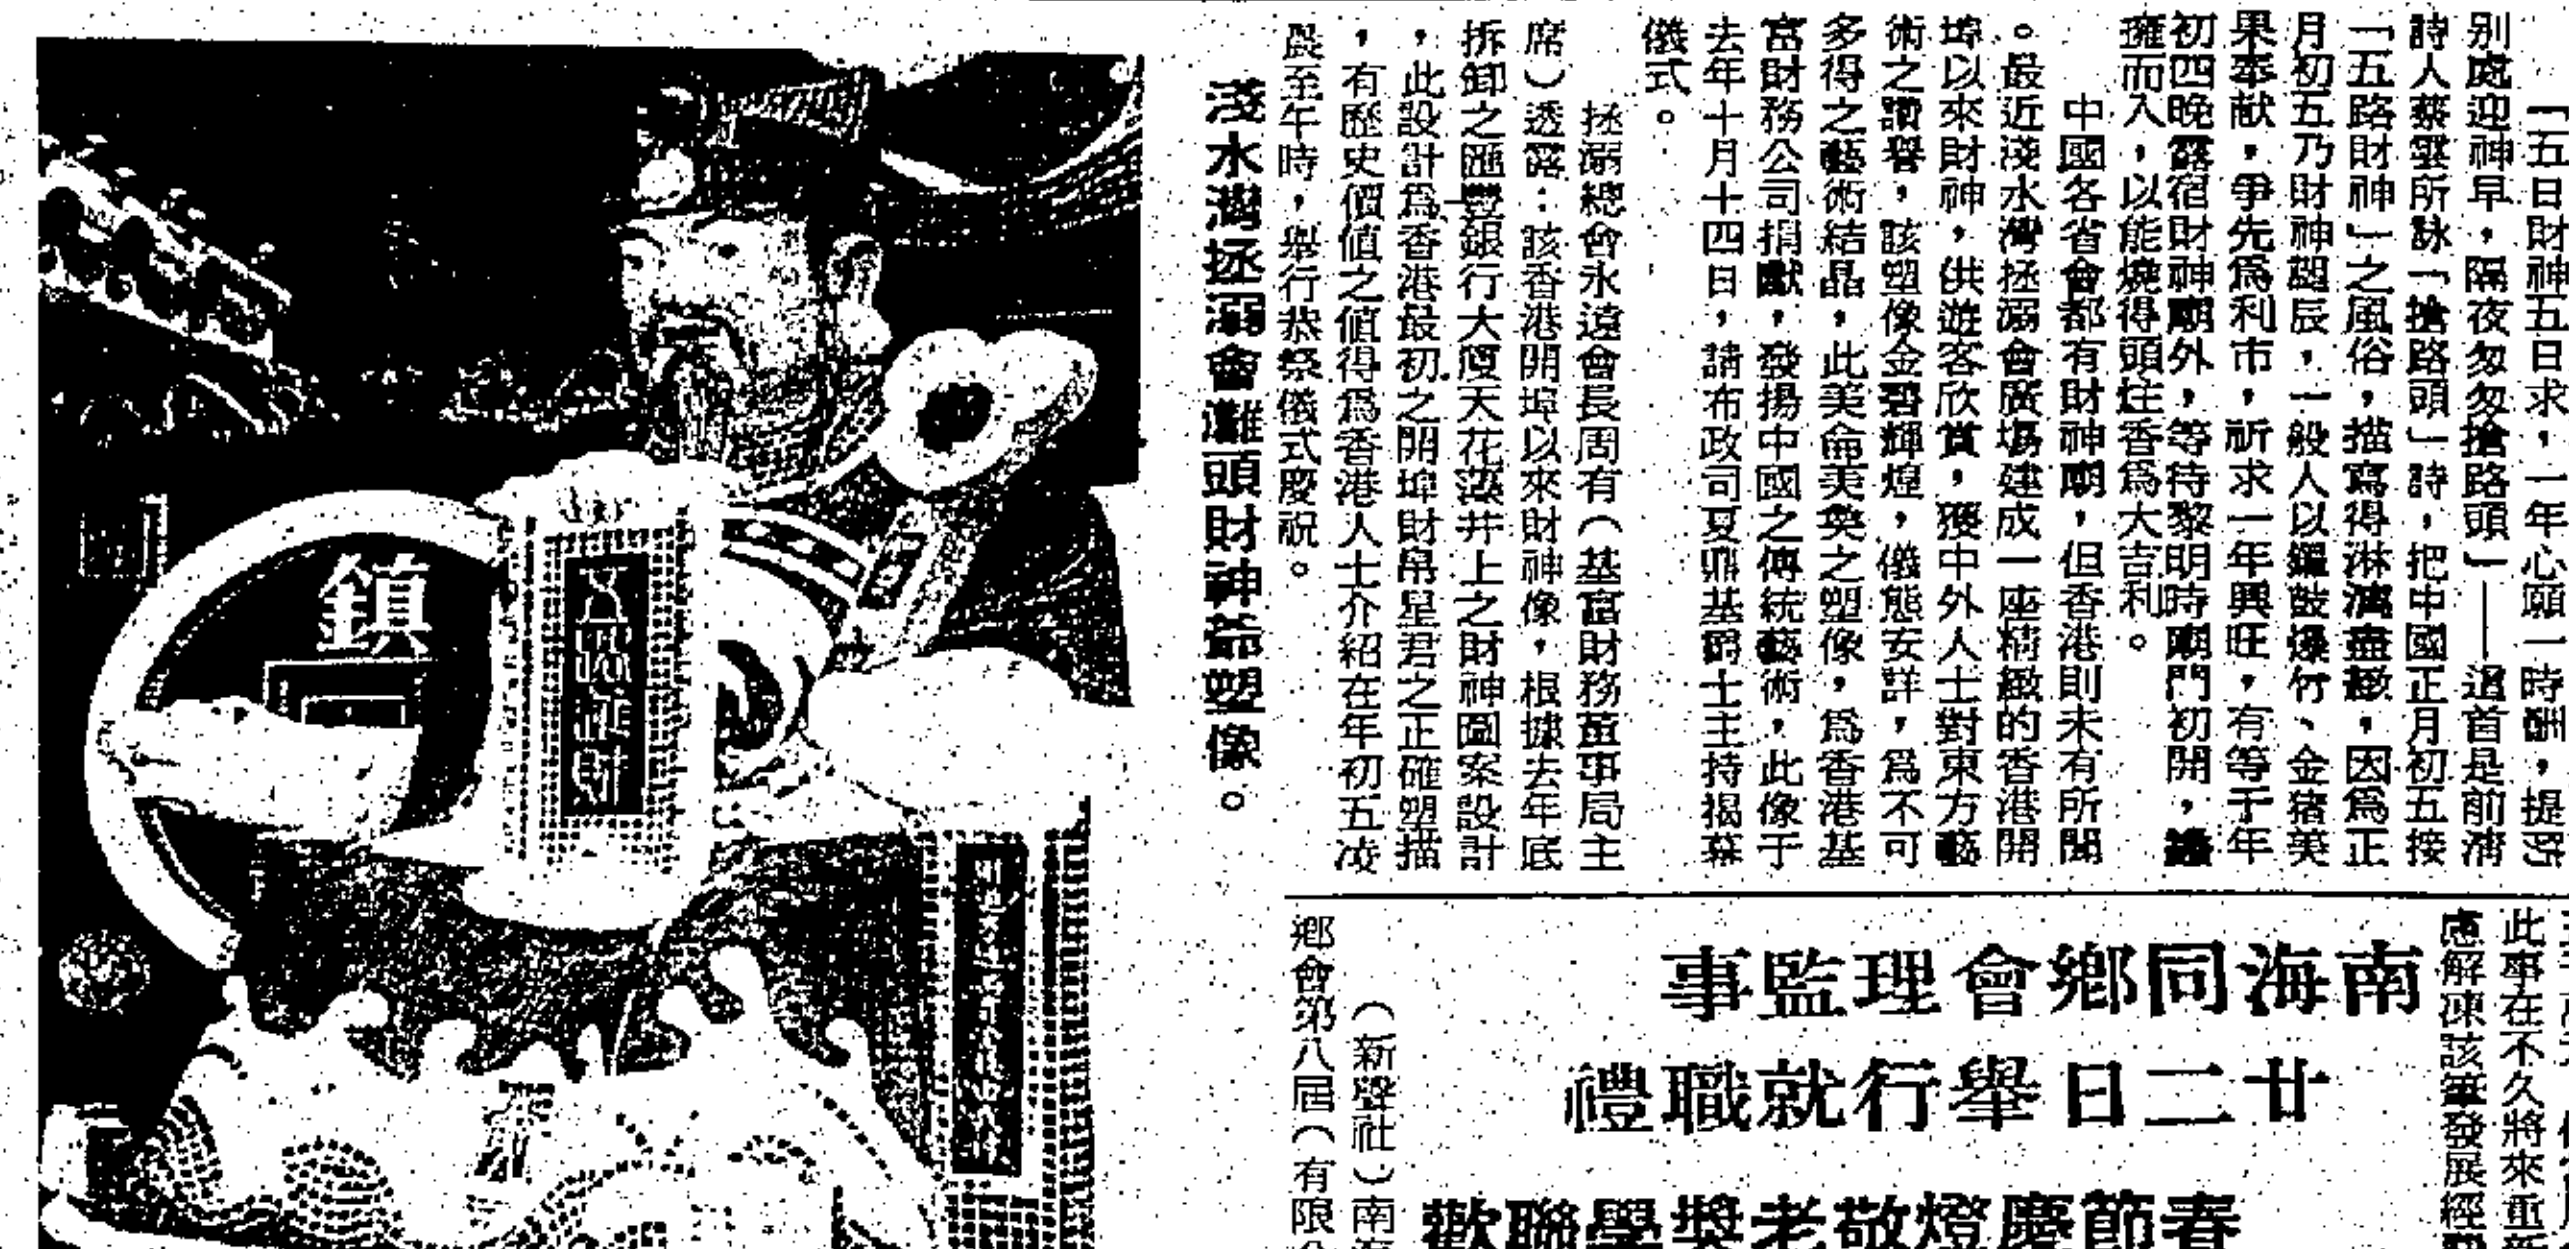 「五日財神五日求，一年心願一時酬，提
別處迎神早，隔夜匆匆搶路頭」——這首是前清
詩人蔡雲所詠「搶路頭」詩，把中國正月初五接
「五路財神」之風俗，描寫得淋漓盡緻，因爲正
月初五乃財神誕辰，一般人以鑼鼓爆竹、金猪美
果奉献，爭先爲利市，祈求一年興旺，有等于年
初四晚露宿財神廟外，等待黎明時廟門初開，
擁而入，以能燒得頭炷香爲大吉利。
中國各省會都有財神廟，但香港則未有所聞
。最近淺水灣拯溺會廣場建成一座精緻的香港開
埠以來財神，供遊客欣賞，獲中外人士對東方藝
術之讚譽，該塑像金碧輝煌，儀態安詳，爲不可
多得之藝術結晶，此美侖美奐之塑像，爲香港基
富財務公司捐獻，發揚中國之傳統藝術，此像于
去年十月十四日，請布政司夏鼎基爵士主持揭幕
儀式。
拯溺總會永遠會長周有（基富財務董事局主
席）透露：該香港開埠以來財神像，根據去年底
拆卸之匯豐銀行大廈天花藻井上之財神圖案設計
，此設計爲香港最初之開埠財帛星君之正確塑描
，有歷史價值之值得爲香港人士介紹在年初五凌
晨至午時，舉行恭祭儀式慶祝。
淺水灣拯溺會灘頭財神爺塑像。
鎮
南海同鄉會理監事
廿二日舉行就職禮
春節慶燈敬老獎學聯歡
（新聲社）南海
鄉會第八屆（有限
此事在不久將來重新
慮解凍該筆發展經